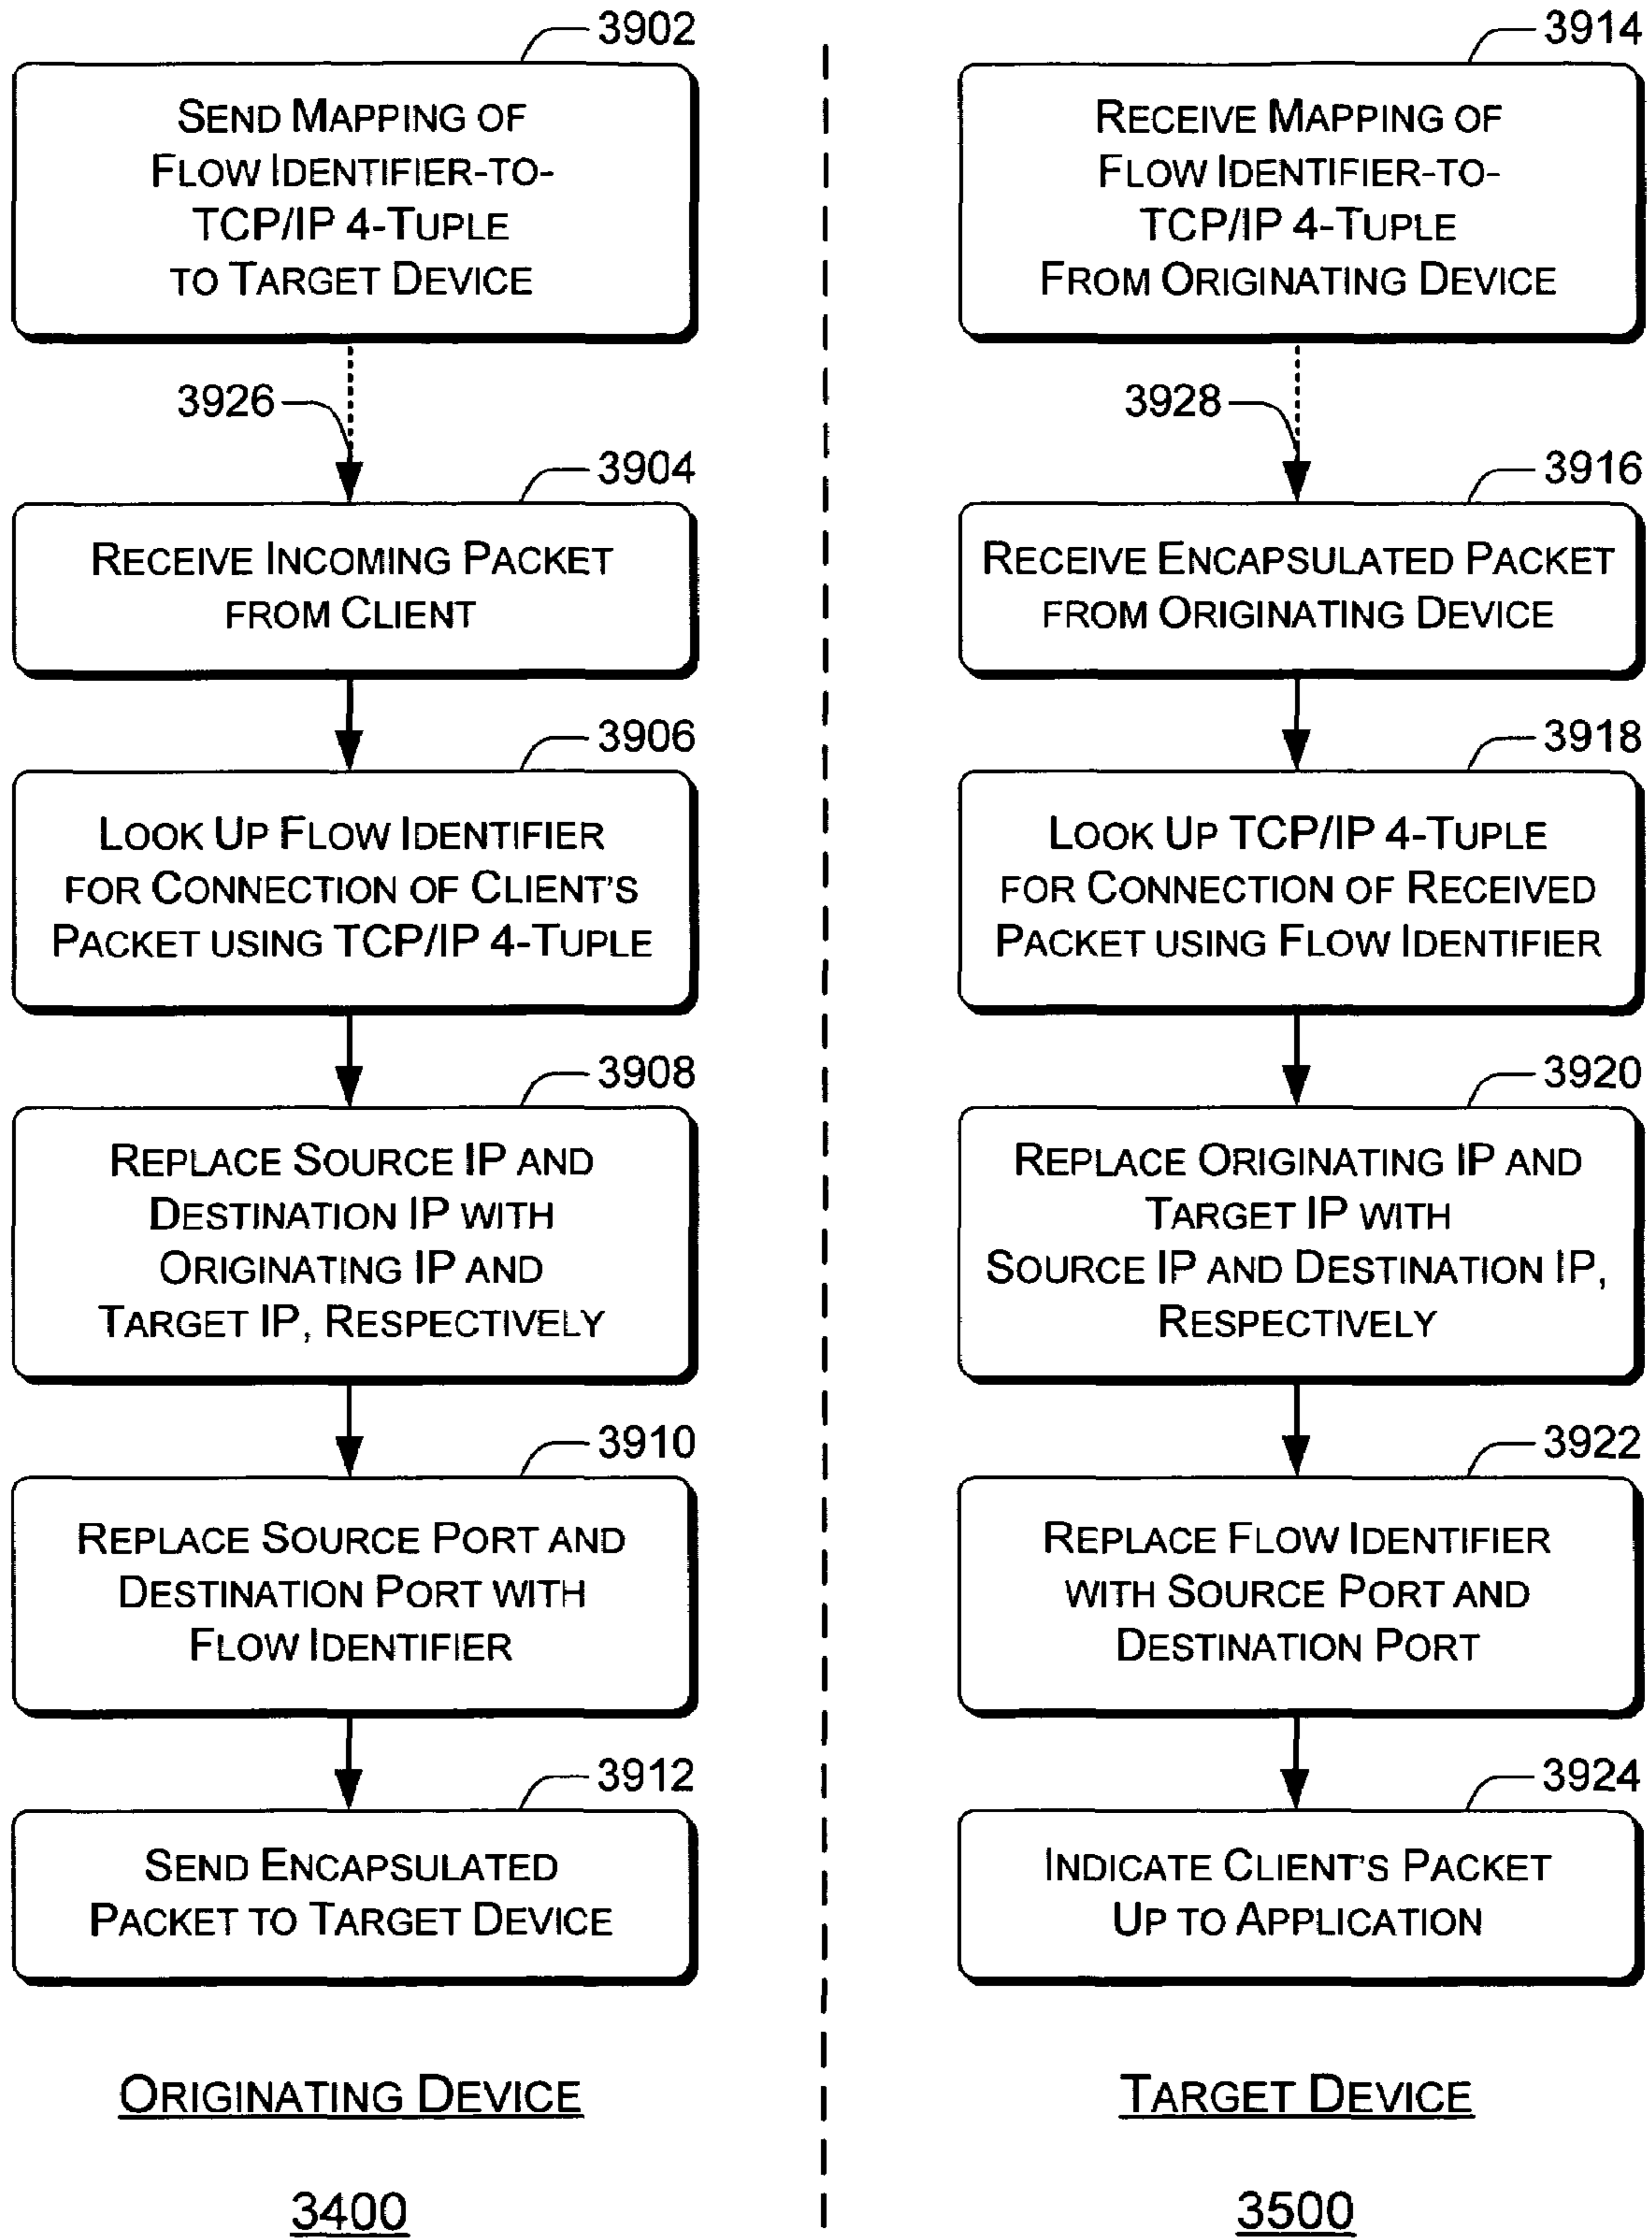 3902
SEND MAPPING OF
FLOW IDENTIFIER-TO-
TCP/IP 4-TUPLE
TO TARGET DEVICE
3926
3904
RECEIVE INCOMING PACKET
FROM CLIENT
3906
LOOK UP FLOW IDENTIFIER
FOR CONNECTION OF CLIENT'S
PACKET USING TCP/IP 4-TUPLE
3908
REPLACE SOURCE IP AND
DESTINATION IP WITH
ORIGINATING IP AND
TARGET IP, RESPECTIVELY
3910
REPLACE SOURCE PORT AND
DESTINATION PORT WITH
FLOW IDENTIFIER
3912
SEND ENCAPSULATED
PACKET TO TARGET DEVICE
ORIGINATING DEVICE
3400
3914
RECEIVE MAPPING OF
FLOW IDENTIFIER-TO-
TCP/IP 4-TUPLE
FROM ORIGINATING DEVICE
3928
3916
RECEIVE ENCAPSULATED PACKET
FROM ORIGINATING DEVICE
3918
LOOK UP TCP/IP 4-TUPLE
FOR CONNECTION OF RECEIVED
PACKET USING FLOW IDENTIFIER
3920
REPLACE ORIGINATING IP AND
TARGET IP WITH
SOURCE IP AND DESTINATION IP,
RESPECTIVELY
3922
REPLACE FLOW IDENTIFIER
WITH SOURCE PORT AND
DESTINATION PORT
3924
INDICATE CLIENT'S PACKET
UP TO APPLICATION
TARGET DEVICE
3500